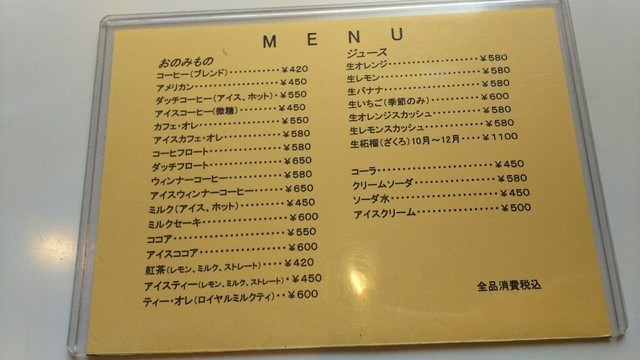 MENU
おのみもの
コーヒー(ブレンド)・・・・・・・・・・・¥420
アメリカン・・・・・・・・・・・・・・・・・¥450
ダッチコーヒー(アイス、ホット)・¥550
アイスコーヒー(微糖)・・・・・・・・¥450
カフェ・オレ・・・・・・・・・・・・・・・¥550
アイスカフェ・オレ・・・・・・・・・・・¥580
コーヒフロート・・・・・・・・・・・・・・¥580
ダッチフロート・・・・・・・・・・・・・・¥650
ウィンナーコーヒー・・・・・・・・・・・¥580
アイスウィンナーコーヒー・・・・・・¥650
ミルク(アイス、ホット)・・・・・・・・¥450
ミルクセーキ・・・・・・・・・・・・・・・¥600
ココア・・・・・・・・・・・・・・・・・・・¥550
アイスココア・・・・・・・・・・・・・・・¥600
紅茶(レモン、ミルク、ストレート)・・・・¥420
アイスティー(レモン、ミルク、ストレート)・¥450
ティー・オレ(ロイヤルミルクティ)・・¥600
ジュース
生オレンジ・・・・・・・・・・・・・・・・¥580
生レモン・・・・・・・・・・・・・・・・・・¥580
生バナナ・・・・・・・・・・・・・・・・・・¥580
生いちご(季節のみ)・・・・・・・・・・¥600
生オレンジスカッシュ・・・・・・・・・¥580
生レモンスカッシュ・・・・・・・・・・・¥580
生柘榴(ざくろ)10月～12月・・・・¥1100
コーラ・・・・・・・・・・・・・・・・・・・¥450
クリームソーダ・・・・・・・・・・・・・・¥580
ソーダ水・・・・・・・・・・・・・・・・・・¥450
アイスクリーム・・・・・・・・・・・・・・¥500
全品消費税込